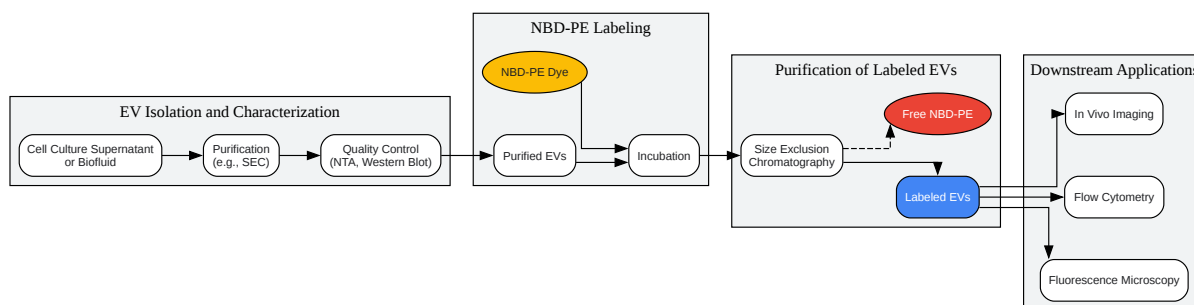 EV Isolation and Characterization
Cell Culture Supernatant
or Biofluid
Purification
(e.g., SEC)
Quality Control
(NTA, Western Blot)
NBD-PE Labeling
NBD-PE Dye
Purified EVs
Incubation
Purification of Labeled EVs
Free NBD-PE
Size Exclusion
Chromatography
Labeled EVs
Downstream Applications
In Vivo Imaging
Flow Cytometry
Fluorescence Microscopy